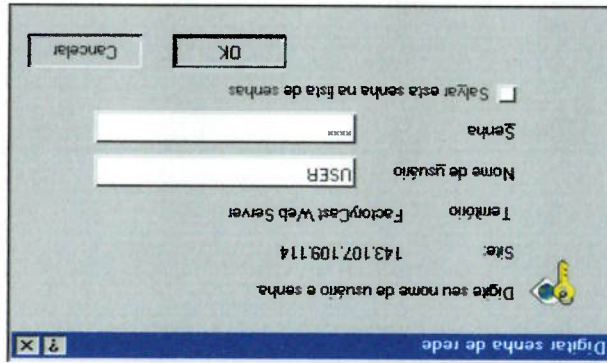 Digitar senha de rede ? ×
Digite seu nome de usuário e senha.
Site: 143.107.109.114
Território FactoryCast Web Server
Nome de usuário USER
Senha ××××
Salvar esta senha na lista de senhas
OK Cancelar